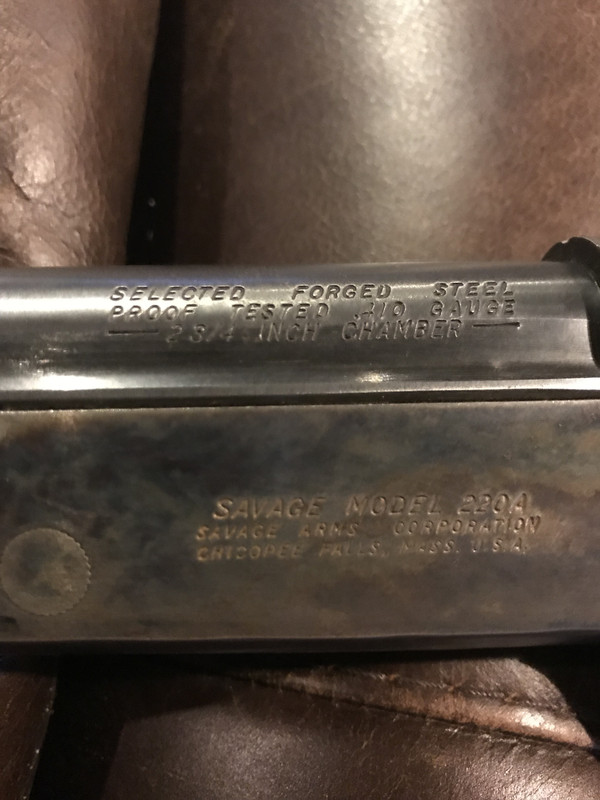 SELECTED FORGED STEEL
PROOF TESTED .410 GAUGE
— 2 3/4 INCH CHAMBER —
SAVAGE MODEL 220A
SAVAGE ARMS CORPORATION
CHICOPEE FALLS, MASS. U.S.A.